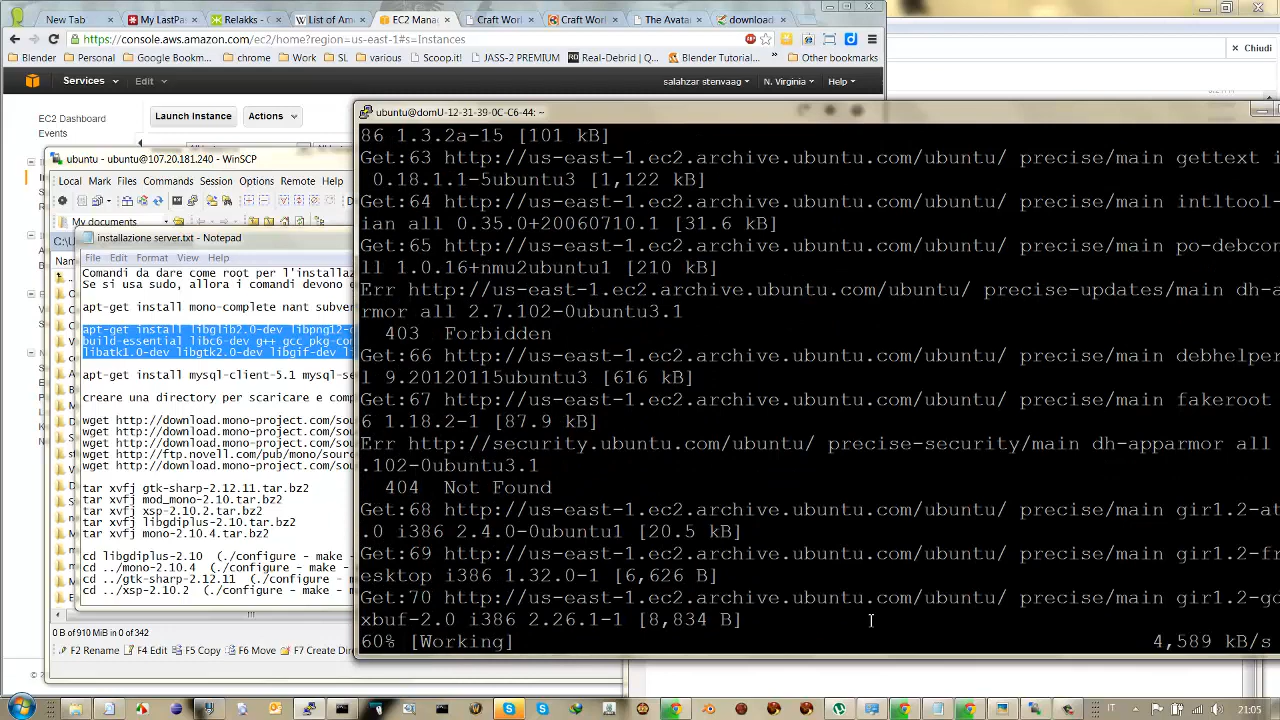 New Tab
My LastPa
Relakks -
List of Am
EC2 Mana
Craft Worl
Craft Worl
The Avata
download
https://console.aws.amazon.com/ec2/home?region=us-east-1#s=Instances
Blender Personal Google Bookm... chrome Work SL various Scoop.it! JASS-2 PREMIUM Real-Debrid | Q... Blender Tutorial... » Other bookmarks
Chiudi
Services Edit salahzar stenvaag N. Virginia Help
EC2 Dashboard
Events
Launch Instance Actions
ubuntu - ubuntu@107.20.181.240 - WinSCP
Local Mark Files Commands Session Options Remote Help
My documents
installazione server.txt - Notepad
File Edit Format View Help
Comandi da dare come root per l'installaz
Se si usa sudo, allora i comandi devono e
apt-get install mono-complete nant subver
apt-get install libglib2.0-dev libpng12-d
build-essential libc6-dev g++ gcc pkg-con
libatk1.0-dev libgtk2.0-dev libgif-dev li
apt-get install mysql-client-5.1 mysql-se
creare una directory per scaricare e comp
wget http://download.mono-project.com/sou
wget http://download.mono-project.com/sou
wget http://download.mono-project.com/sou
wget http://ftp.novell.com/pub/mono/sourc
wget http://download.mono-project.com/sou
tar xvfj gtk-sharp-2.12.11.tar.bz2
tar xvfj mod_mono-2.10.tar.bz2
tar xvfj xsp-2.10.2.tar.bz2
tar xvfj libgdiplus-2.10.tar.bz2
tar xvfj mono-2.10.4.tar.bz2
cd libgdiplus-2.10 (./configure - make -
cd ../mono-2.10.4 (./configure - make -
cd ../gtk-sharp-2.12.11 (./configure - m
cd ../xsp-2.10.2 (./configure - make -
0 B of 910 MiB in 0 of 342
F2 Rename F4 Edit F5 Copy F6 Move F7 Create Direc
ubuntu@domU-12-31-39-0C-C6-44: ~
86 1.3.2a-15 [101 kB]
Get:63 http://us-east-1.ec2.archive.ubuntu.com/ubuntu/ precise/main gettext i
0.18.1.1-5ubuntu3 [1,122 kB]
Get:64 http://us-east-1.ec2.archive.ubuntu.com/ubuntu/ precise/main intltool-
ian all 0.35.0+20060710.1 [31.6 kB]
Get:65 http://us-east-1.ec2.archive.ubuntu.com/ubuntu/ precise/main po-debcon
ll 1.0.16+nmu2ubuntu1 [210 kB]
Err http://us-east-1.ec2.archive.ubuntu.com/ubuntu/ precise-updates/main dh-a
rmor all 2.7.102-0ubuntu3.1
403 Forbidden
Get:66 http://us-east-1.ec2.archive.ubuntu.com/ubuntu/ precise/main debhelper
l 9.20120115ubuntu3 [616 kB]
Get:67 http://us-east-1.ec2.archive.ubuntu.com/ubuntu/ precise/main fakeroot
6 1.18.2-1 [87.9 kB]
Err http://security.ubuntu.com/ubuntu/ precise-security/main dh-apparmor all
.102-0ubuntu3.1
404 Not Found
Get:68 http://us-east-1.ec2.archive.ubuntu.com/ubuntu/ precise/main gir1.2-at
.0 i386 2.4.0-0ubuntu1 [20.5 kB]
Get:69 http://us-east-1.ec2.archive.ubuntu.com/ubuntu/ precise/main gir1.2-fr
esktop i386 1.32.0-1 [6,626 B]
Get:70 http://us-east-1.ec2.archive.ubuntu.com/ubuntu/ precise/main gir1.2-gd
xbuf-2.0 i386 2.26.1-1 [8,834 B]
60% [Working] 4,589 kB/s
IT 21:05